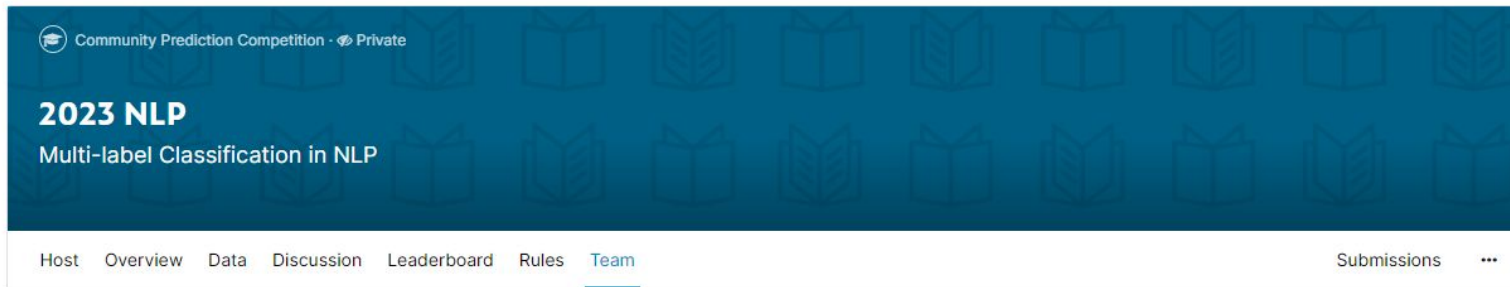 Community Prediction Competition · Private
2023 NLP
Multi-label Classification in NLP
Host Overview Data Discussion Leaderboard Rules Team Submissions ...